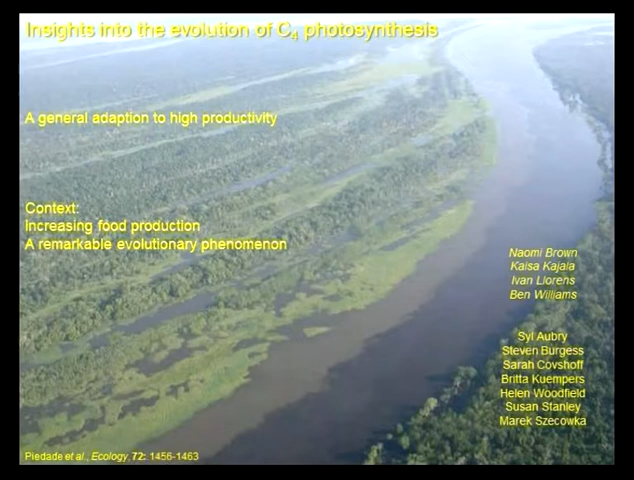 Insights into the evolution of C₄ photosynthesis
A general adaption to high productivity
Context:
Increasing food production
A remarkable evolutionary phenomenon
Naomi Brown
Kaisa Kajala
Ivan Llorens
Ben Williams
Syl Aubry
Steven Burgess
Sarah Covshoff
Britta Kuempers
Helen Woodfield
Susan Stanley
Marek Szecowka
Piedade et al., Ecology, 72: 1456-1463